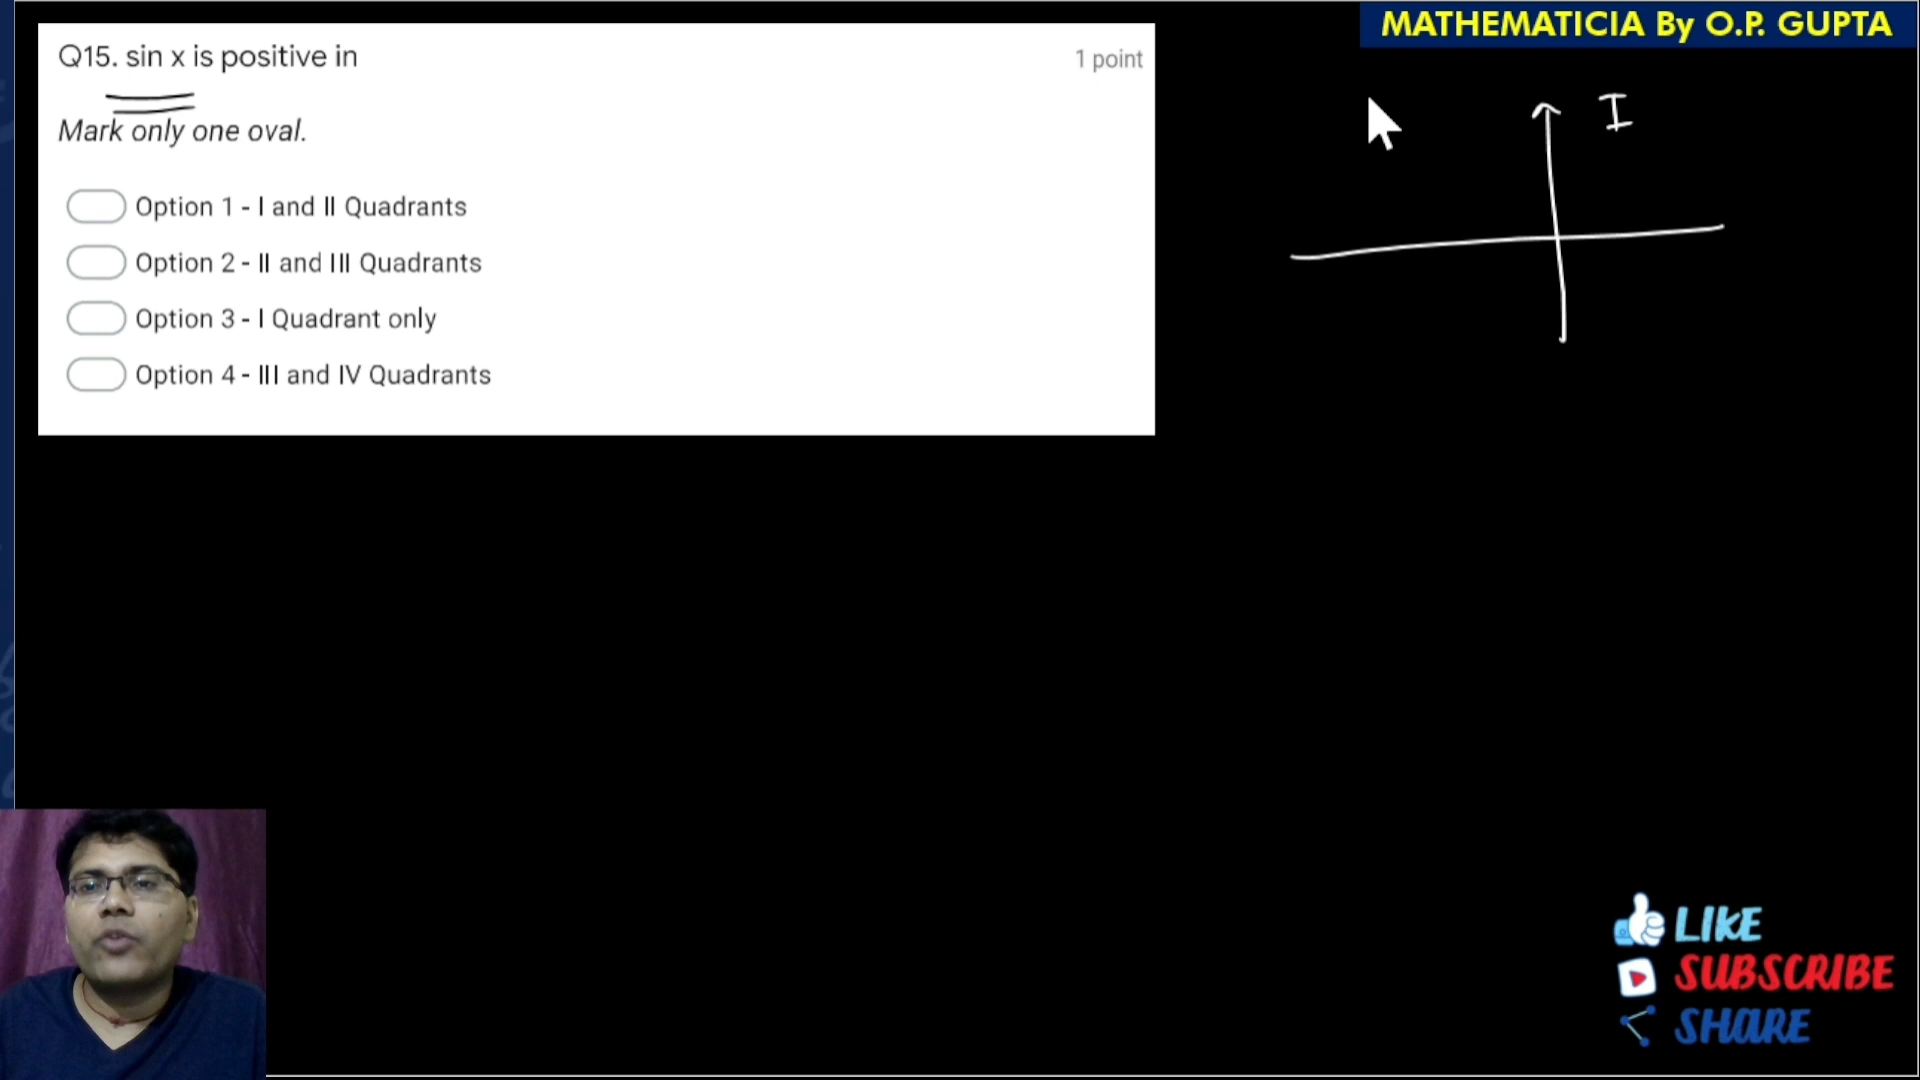 MATHEMATICIA By O.P. GUPTA
Q15. sin x is positive in
1 point
Mark only one oval.
Option 1 - I and II Quadrants
Option 2 - II and III Quadrants
Option 3 - I Quadrant only
Option 4 - III and IV Quadrants
I
LIKE
SUBSCRIBE
SHARE